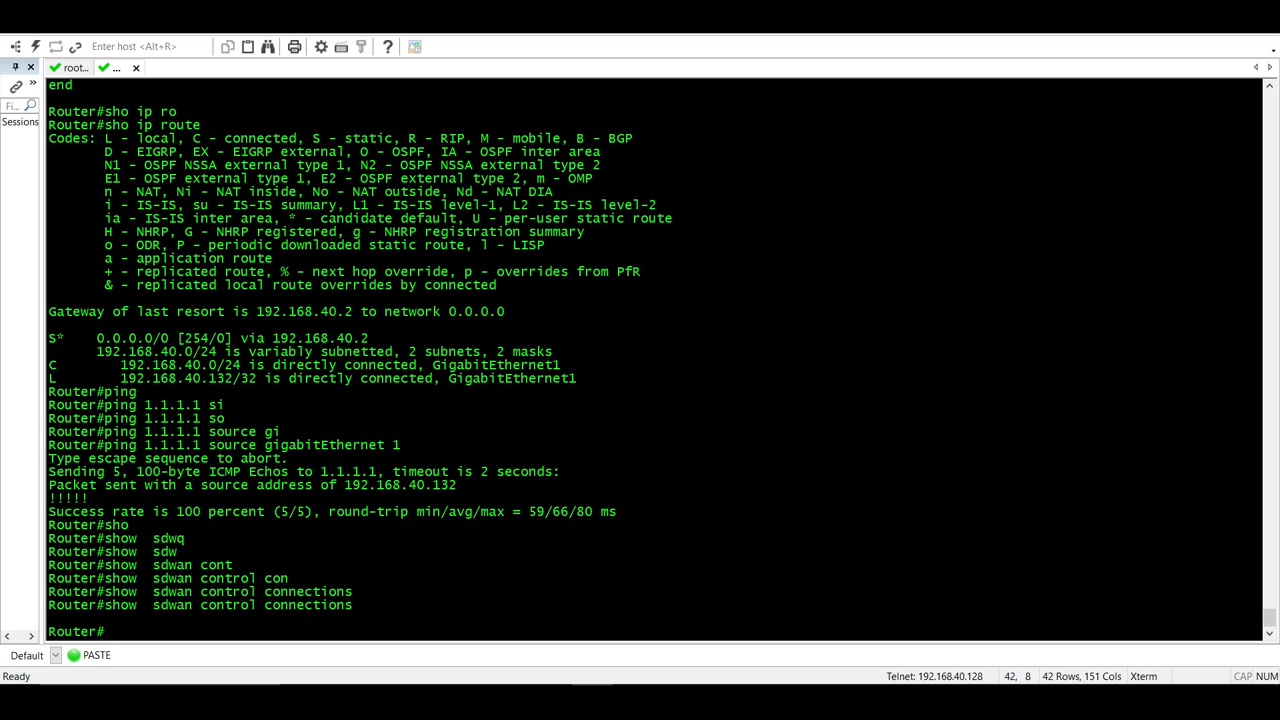 Enter host <Alt+R>
root...
...
Fi...
Sessions
end
Router#sho ip ro
Router#sho ip route
Codes: L - local, C - connected, S - static, R - RIP, M - mobile, B - BGP
D - EIGRP, EX - EIGRP external, O - OSPF, IA - OSPF inter area
N1 - OSPF NSSA external type 1, N2 - OSPF NSSA external type 2
E1 - OSPF external type 1, E2 - OSPF external type 2, m - OMP
n - NAT, Ni - NAT inside, No - NAT outside, Nd - NAT DIA
i - IS-IS, su - IS-IS summary, L1 - IS-IS level-1, L2 - IS-IS level-2
ia - IS-IS inter area, * - candidate default, U - per-user static route
H - NHRP, G - NHRP registered, g - NHRP registration summary
o - ODR, P - periodic downloaded static route, l - LISP
a - application route
+ - replicated route, % - next hop override, p - overrides from PfR
& - replicated local route overrides by connected
Gateway of last resort is 192.168.40.2 to network 0.0.0.0
S*    0.0.0.0/0 [254/0] via 192.168.40.2
192.168.40.0/24 is variably subnetted, 2 subnets, 2 masks
C        192.168.40.0/24 is directly connected, GigabitEthernet1
L        192.168.40.132/32 is directly connected, GigabitEthernet1
Router#ping
Router#ping 1.1.1.1 si
Router#ping 1.1.1.1 so
Router#ping 1.1.1.1 source gi
Router#ping 1.1.1.1 source gigabitEthernet 1
Type escape sequence to abort.
Sending 5, 100-byte ICMP Echos to 1.1.1.1, timeout is 2 seconds:
Packet sent with a source address of 192.168.40.132
!!!!!
Success rate is 100 percent (5/5), round-trip min/avg/max = 59/66/80 ms
Router#sho
Router#show  sdwq
Router#show  sdw
Router#show  sdwan cont
Router#show  sdwan control con
Router#show  sdwan control connections
Router#show  sdwan control connections
Router#
Default
PASTE
Ready
Telnet: 192.168.40.128
42, 8
42 Rows, 151 Cols
Xterm
CAP NUM